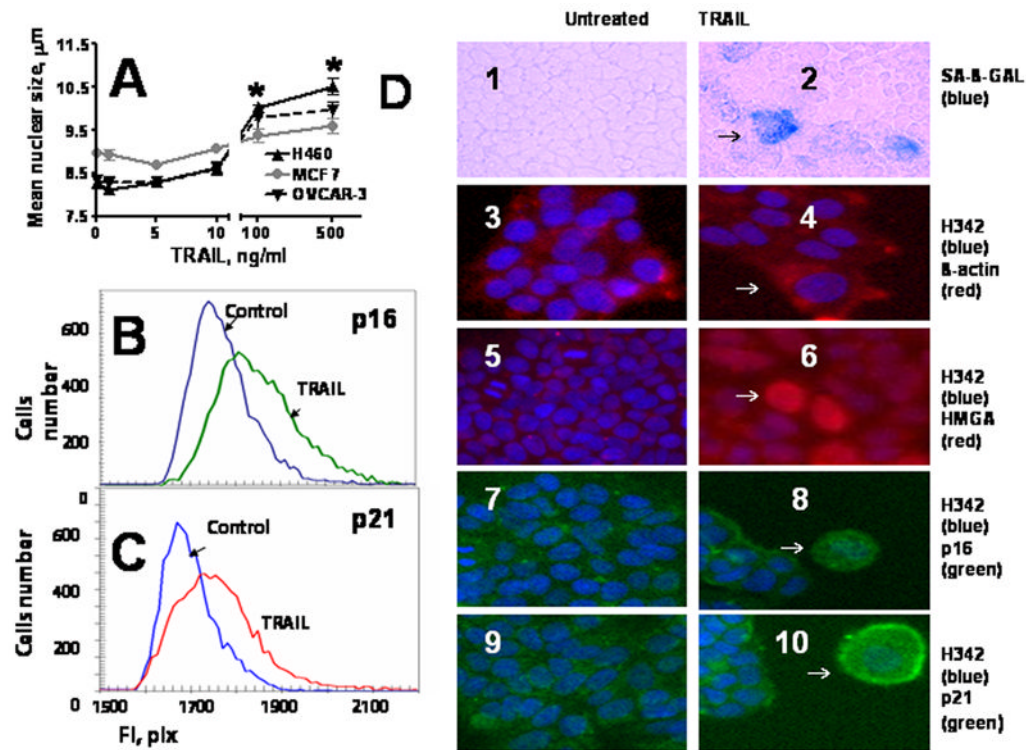 Untreated TRAIL
11.5
10.5
9.5
8.5
7.5
Mean nuclear size, μm
A
* *
H460
MCF7
OVCAR-3
0 5 10 100 500
TRAIL, ng/ml
D
1 2
SA-ß-GAL
(blue)
3 4
H342
(blue)
ß-actin
(red)
5 6
H342
(blue)
HMGA
(red)
7 8
H342
(blue)
p16
(green)
9 10
H342
(blue)
p21
(green)
B
Control
p16
TRAIL
600
400
200
0
Cells
number
C
Control
p21
TRAIL
600
400
200
0
Cells number
1500 1700 1900 2100
Fl, plx